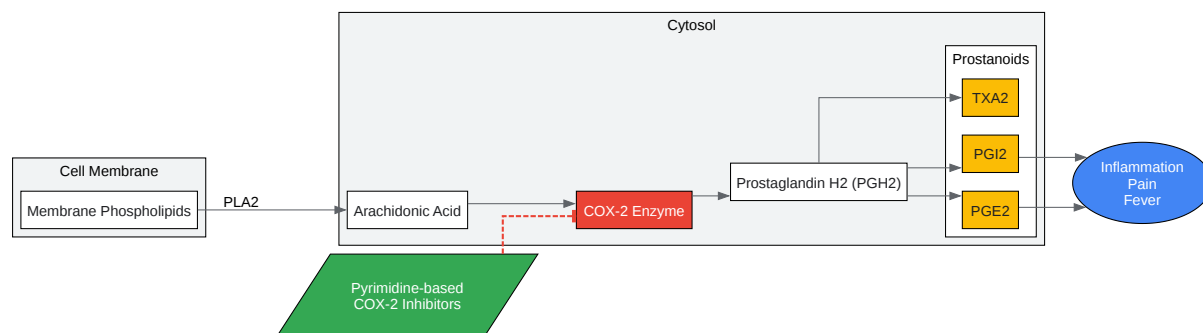 Cytosol
Prostanoids
TXA2
Cell Membrane
Membrane Phospholipids
PLA2
Arachidonic Acid
COX-2 Enzyme
Prostaglandin H2 (PGH2)
PGI2
PGE2
Inflammation
Pain
Fever
Pyrimidine-based
COX-2 Inhibitors